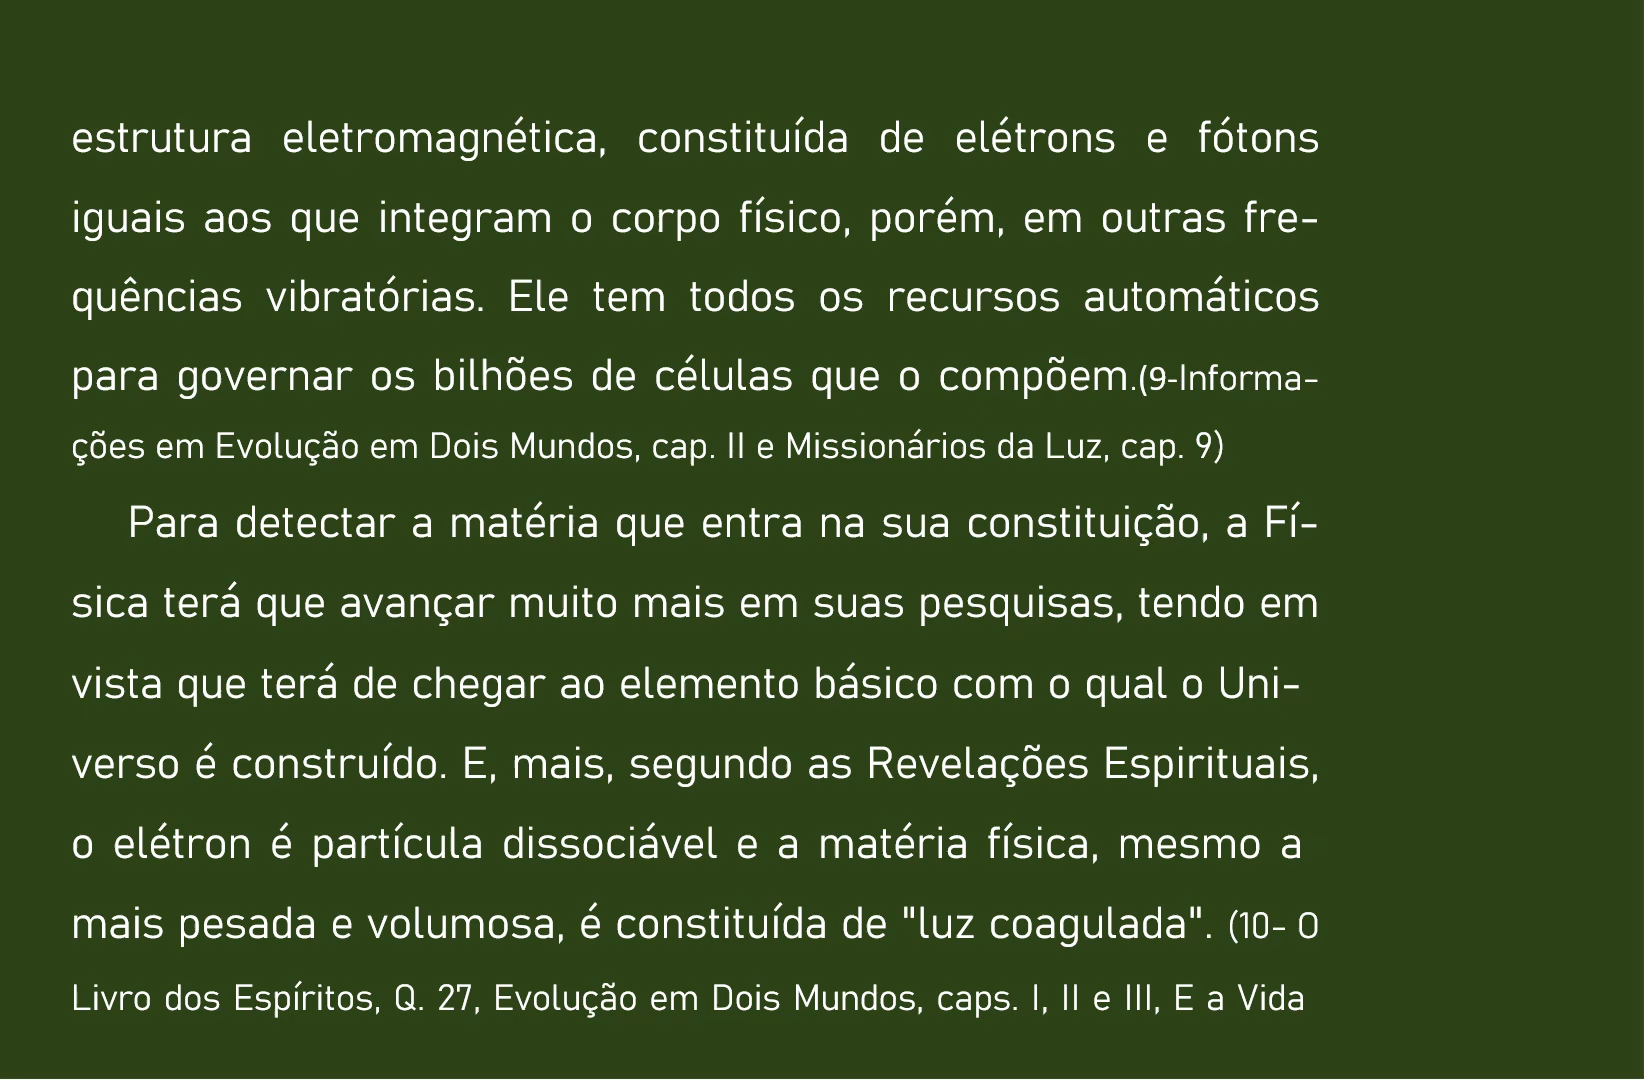 estrutura eletromagnética, constituída de elétrons e fótons
iguais aos que integram o corpo físico, porém, em outras fre-
quências vibratórias. Ele tem todos os recursos automáticos
para governar os bilhões de células que o compõem.(9-Informa-
ções em Evolução em Dois Mundos, cap. II e Missionários da Luz, cap. 9)
Para detectar a matéria que entra na sua constituição, a Fí-
sica terá que avançar muito mais em suas pesquisas, tendo em
vista que terá de chegar ao elemento básico com o qual o Uni-
verso é construído. E, mais, segundo as Revelações Espirituais,
o elétron é partícula dissociável e a matéria física, mesmo a
mais pesada e volumosa, é constituída de "luz coagulada". (10- O
Livro dos Espíritos, Q. 27, Evolução em Dois Mundos, caps. I, II e III, E a Vida